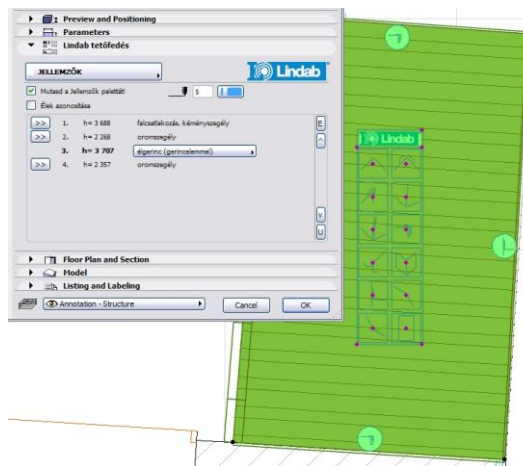 Preview and Positioning
Parameters
Lindab tetőfedés
JELLEMZŐK
Lindab
Mutasd a Jellemzők palettát!
5
Élek azonosítása
>> 1. h= 3 688 falcsatlakozás, kéményszegély
E
>> 2. h= 2 268 oromszegély
3. h= 3 707 élgerinc (gerincelemmel)
>> 4. h= 2 357 oromszegély
V
U
Floor Plan and Section
Model
Listing and Labeling
Annotation - Structure
Cancel
OK
Lindab